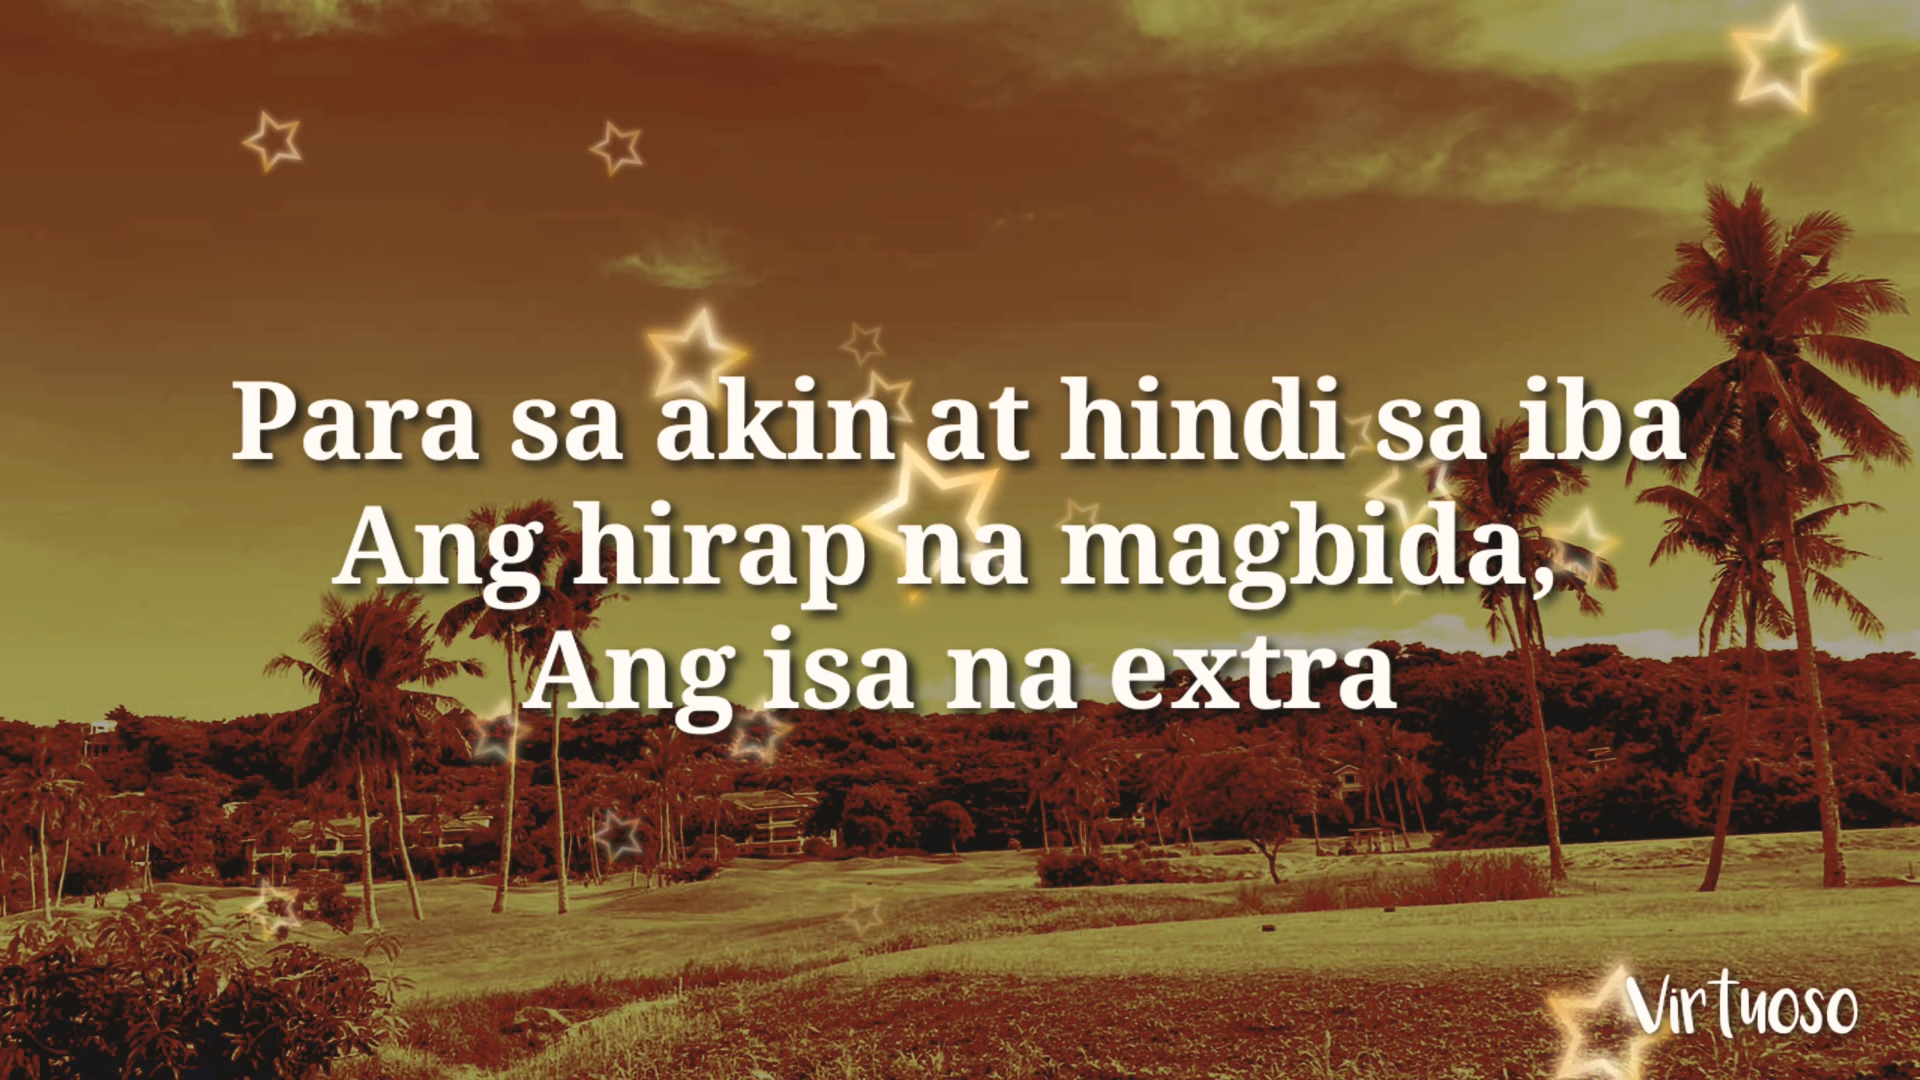 Para sa akin at hindi sa iba
Ang hirap na magbida,
Ang isa na extra
Virtuoso